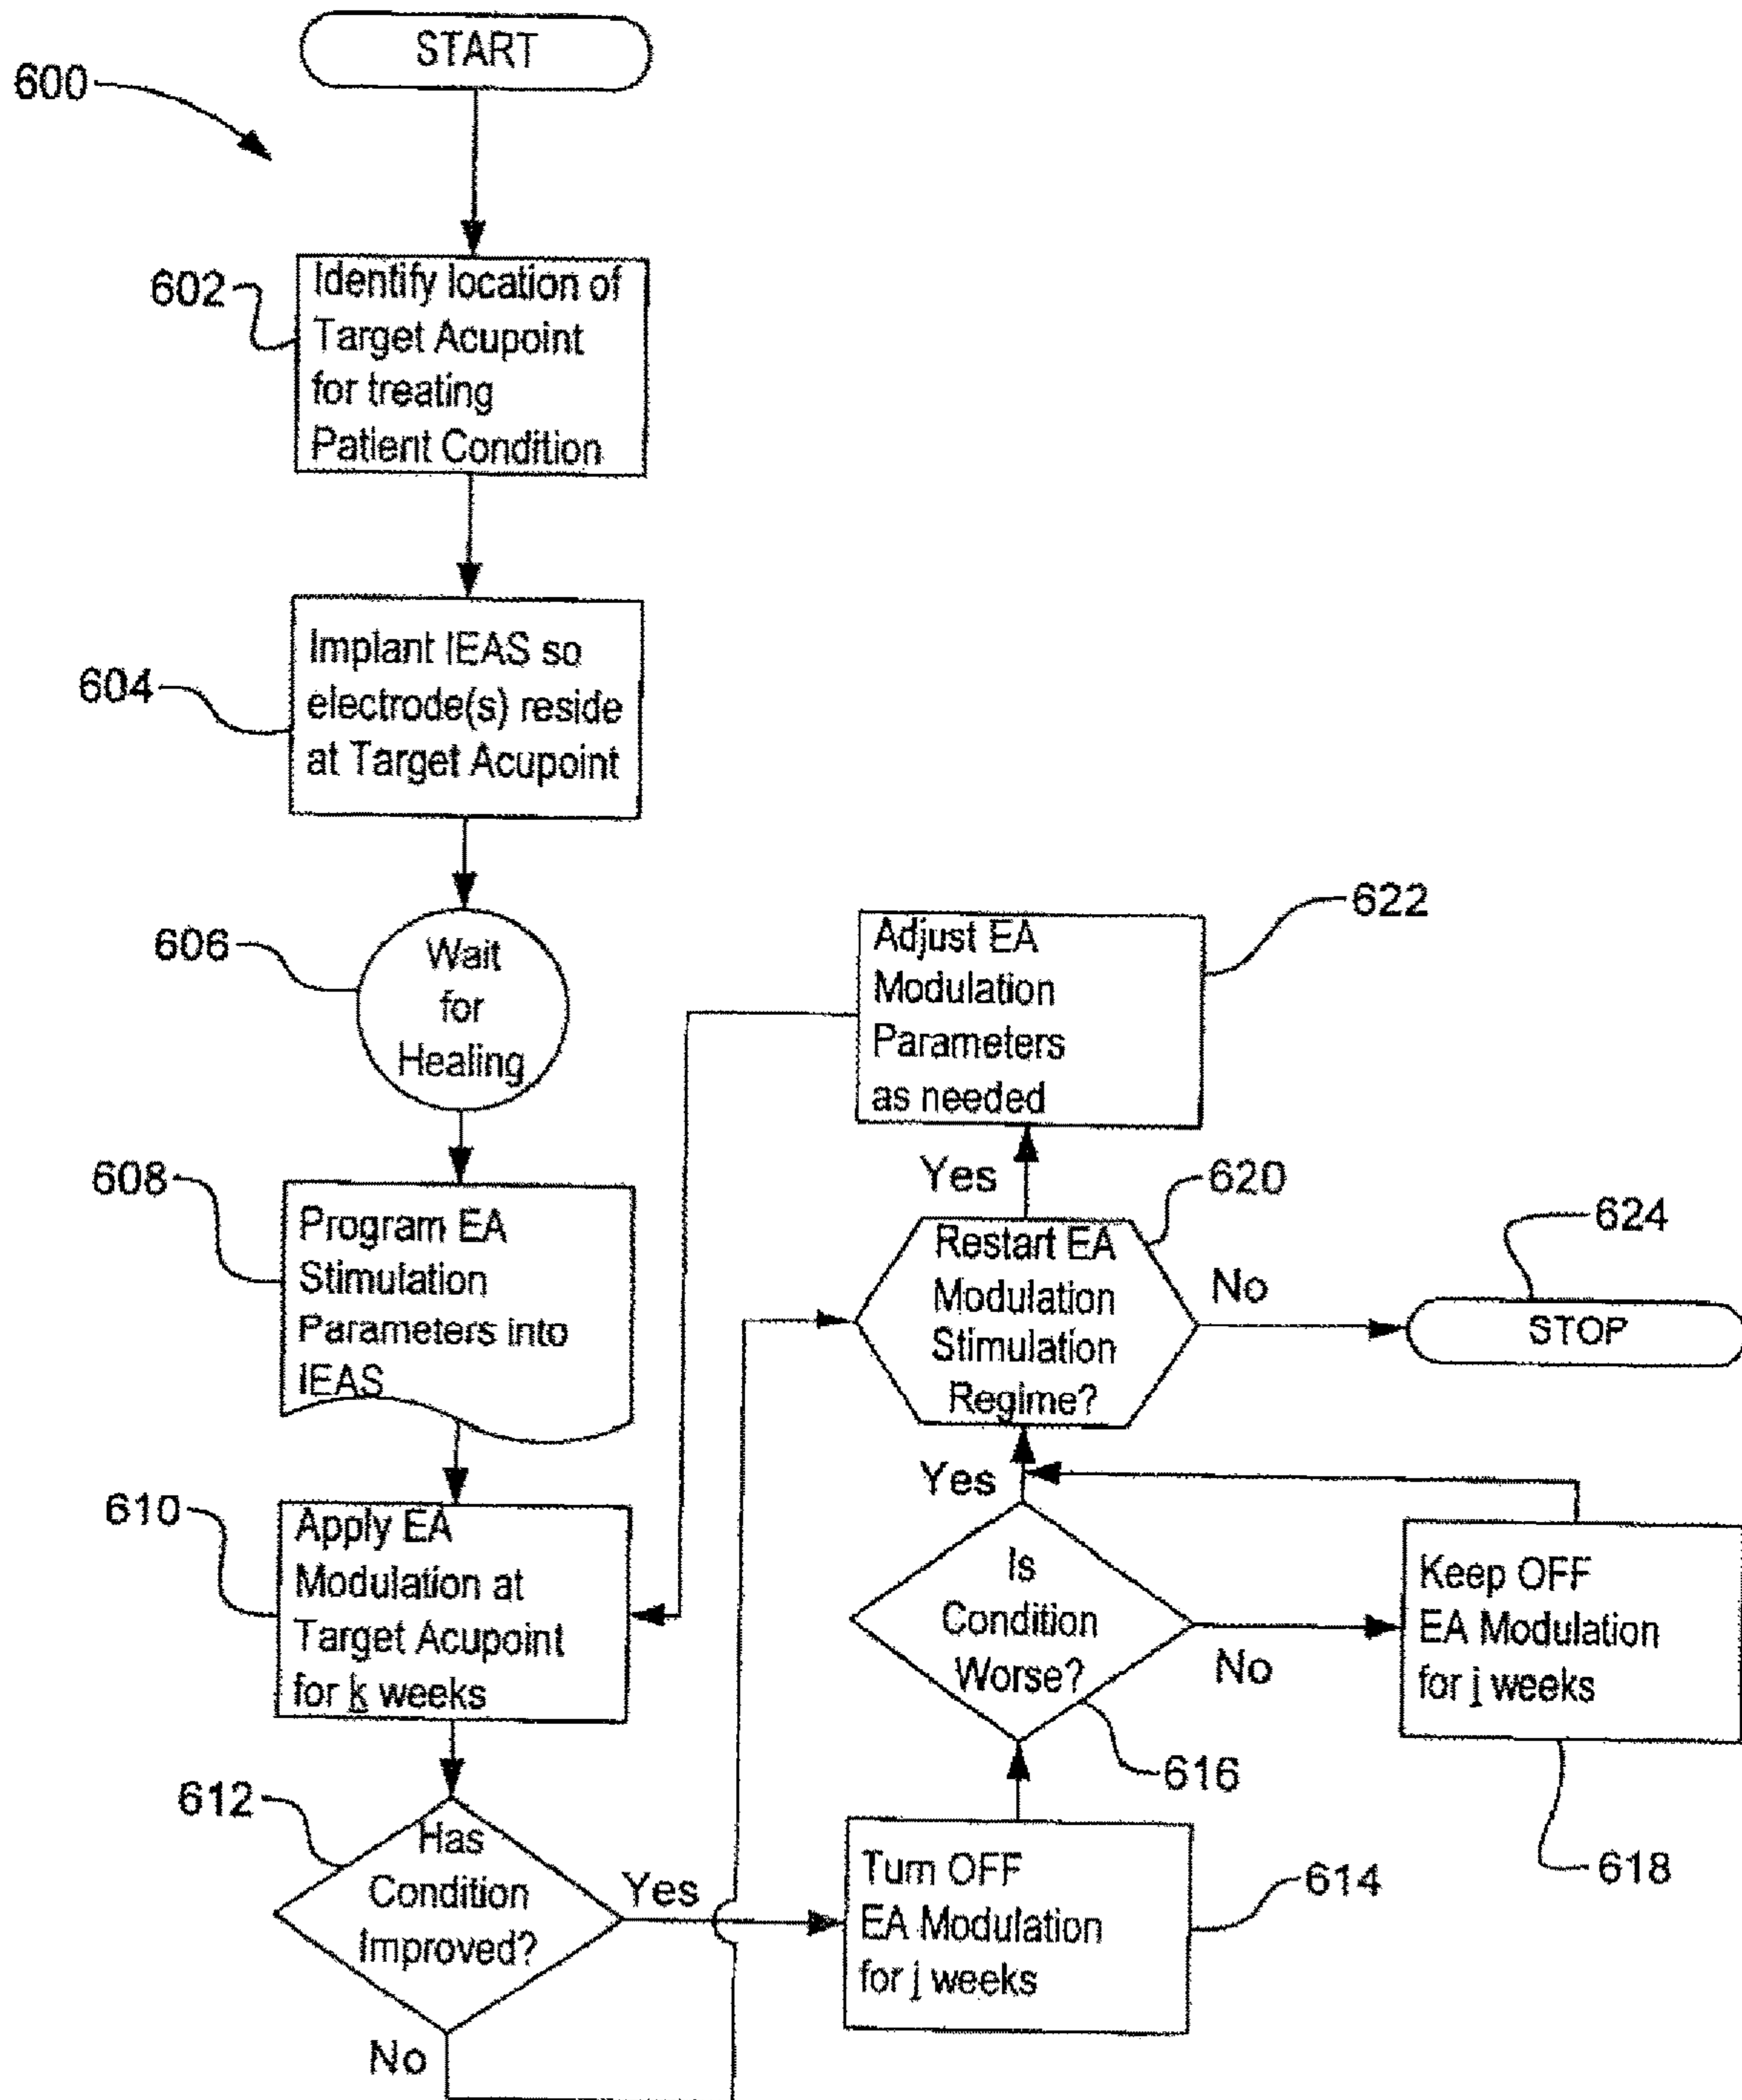 START
600
602
Identify location of
Target Acupoint
for treating
Patient Condition
604
Implant IEAS so
electrode(s) reside
at Target Acupoint
606
Wait
for
Healing
608
Program EA
Stimulation
Parameters into
IEAS
610
Apply EA
Modulation at
Target Acupoint
for k weeks
612
Has
Condition
Improved?
Yes
No
614
Turn OFF
EA Modulation
for j weeks
616
Is
Condition
Worse?
Yes
No
618
Keep OFF
EA Modulation
for j weeks
620
Restart EA
Modulation
Stimulation
Regime?
Yes
No
622
Adjust EA
Modulation
Parameters
as needed
624
STOP